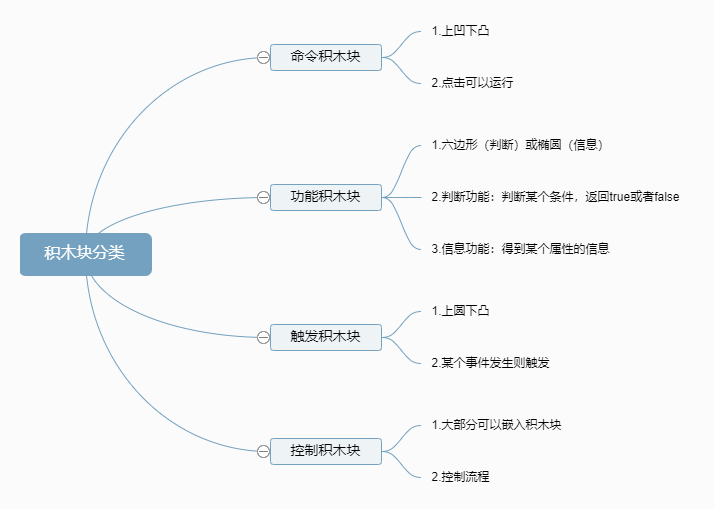 积木块分类
命令积木块
1.上凹下凸
2.点击可以运行
功能积木块
1.六边形（判断）或椭圆（信息）
2.判断功能：判断某个条件，返回true或者false
3.信息功能：得到某个属性的信息
触发积木块
1.上圆下凸
2.某个事件发生则触发
控制积木块
1.大部分可以嵌入积木块
2.控制流程